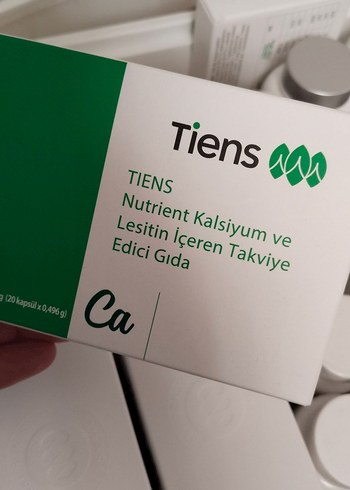 Tiens
TIENS
Nutrient Kalsiyum ve
Lesitin İçeren Takviye
Edici Gıda
g (20 kapsül x 0,496 g)
Ca